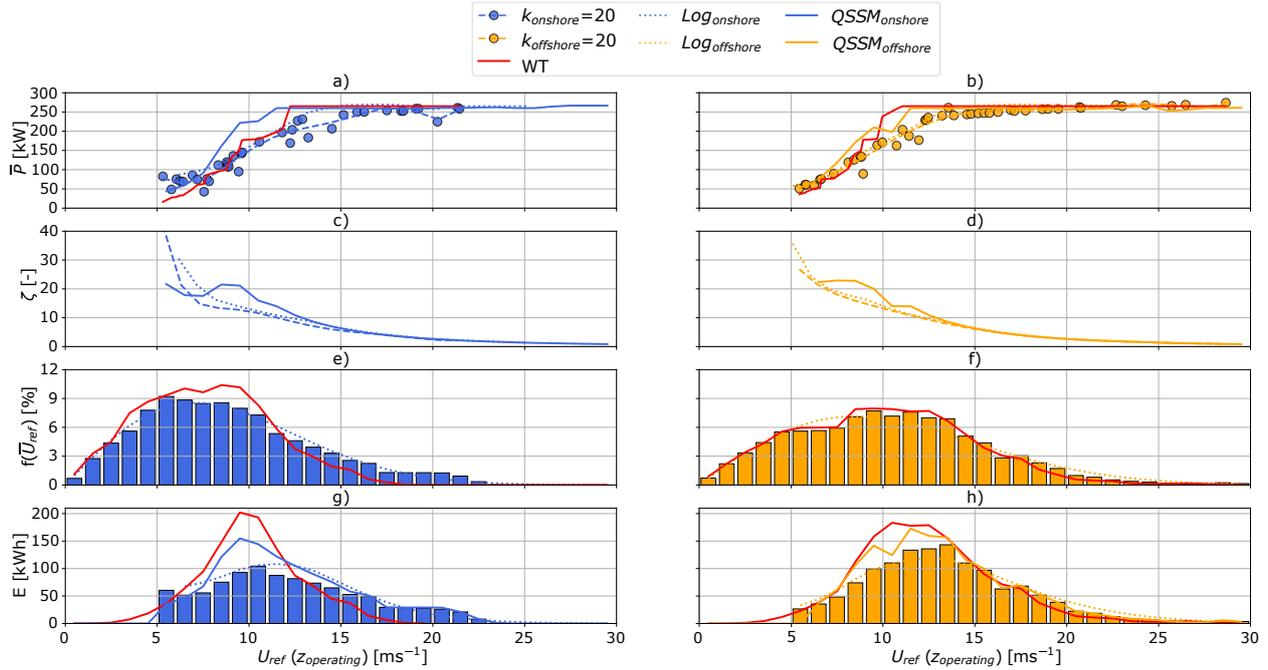 k_onshore=20 Log_onshore QSSM_onshore
k_offshore=20 Log_offshore QSSM_offshore
WT
a) b)
300
250
200
150
100
50
0
P̅ [kW]
c) d)
40
30
20
10
0
ζ [-]
e) f)
12
9
6
3
0
f(U̅_ref) [%]
g) h)
200
150
100
50
0
E [kWh]
0 5 10 15 20 25 30 5 10 15 20 25 30
U_ref (z_operating) [ms⁻¹] U_ref (z_operating) [ms⁻¹]